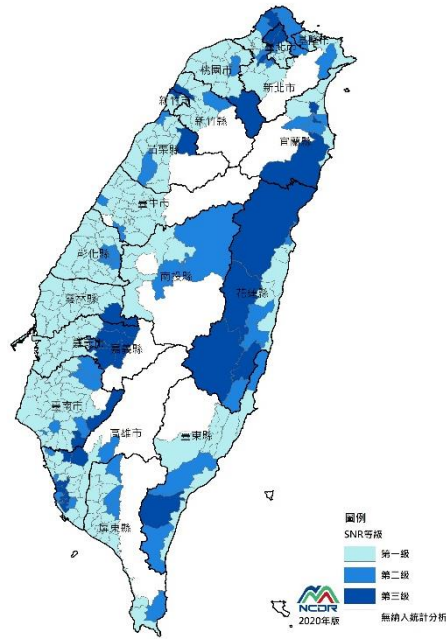 基隆市
臺北市
桃園市
新北市
新竹市
新竹縣
宜蘭縣
苗栗縣
臺中市
彰化縣
南投縣
花蓮縣
雲林縣
嘉義市
嘉義縣
臺南市
高雄市
臺東縣
屏東縣
圖例
SNR等級
第一級
第二級
第三級
無納入統計分析
NCDR
2020年版